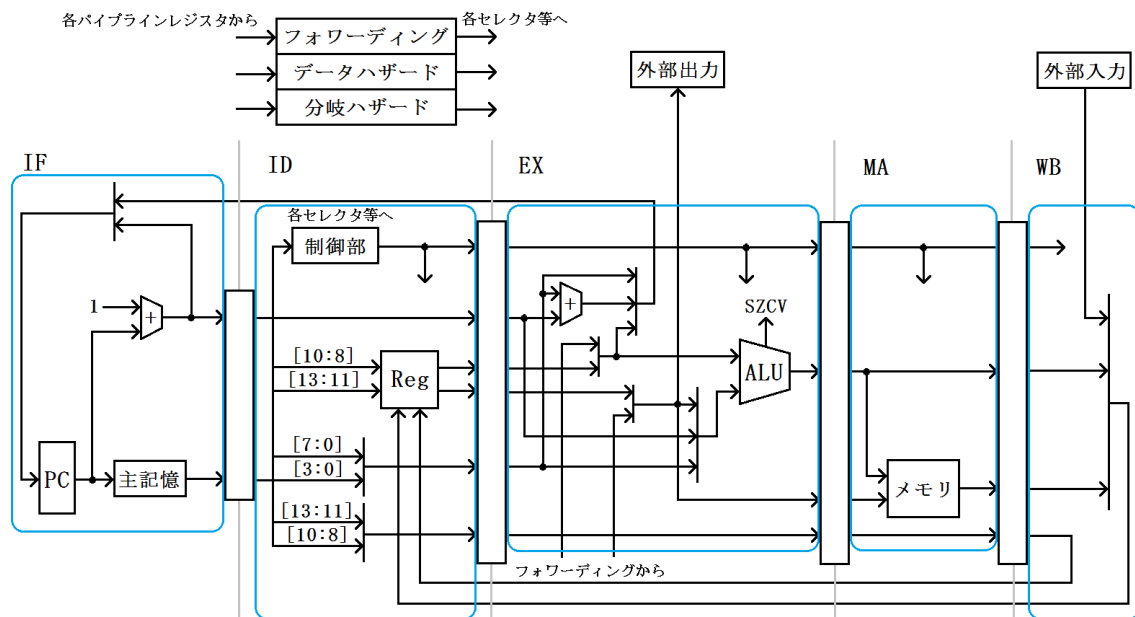 各パイプラインレジスタから
各セレクタ等へ
フォワーディング
データハザード
分岐ハザード
外部出力
外部入力
IF
ID
EX
MA
WB
各セレクタ等へ
制御部
1
+
+
SZCV
[10:8]
[13:11]
Reg
ALU
[7:0]
[3:0]
PC
主記憶
メモリ
[13:11]
[10:8]
フォワーディングから